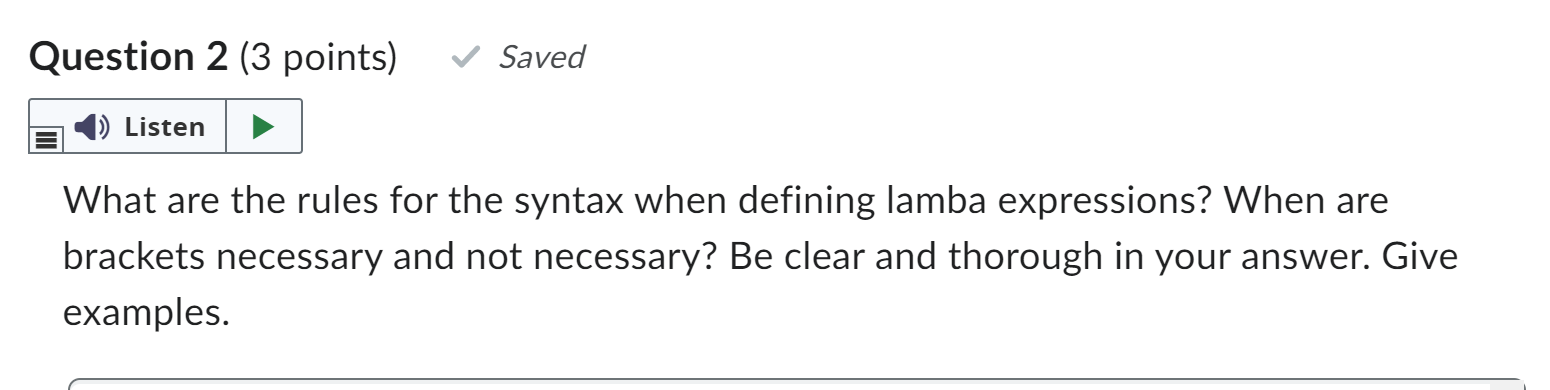 Question 2 (3 points) Saved
Listen
What are the rules for the syntax when defining lamba expressions? When are
brackets necessary and not necessary? Be clear and thorough in your answer. Give
examples.